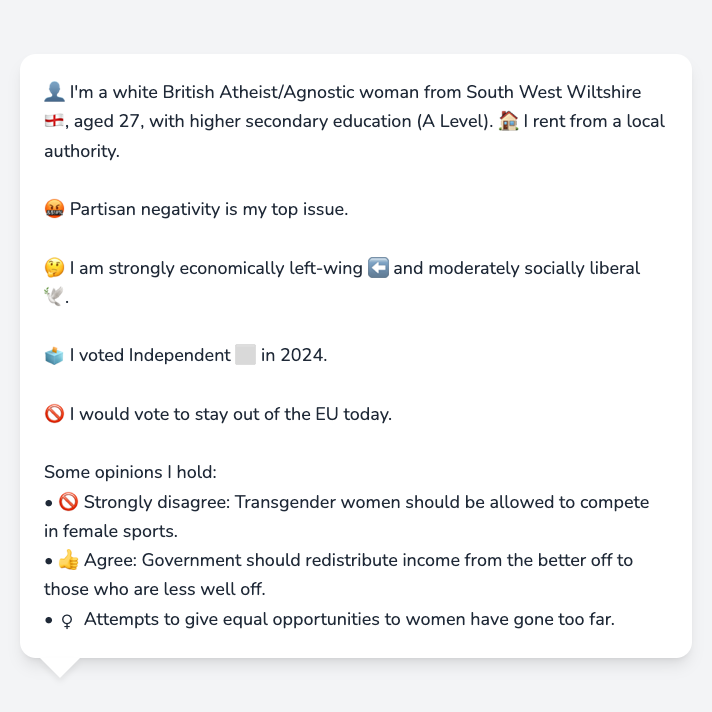 👤 I'm a white British Atheist/Agnostic woman from South West Wiltshire
🏴󠁧󠁢󠁥󠁮󠁧󠁿, aged 27, with higher secondary education (A Level). 🏠 I rent from a local
authority.
🤬 Partisan negativity is my top issue.
🤔 I am strongly economically left-wing ⬅️ and moderately socially liberal
🕊️.
🗳️ I voted Independent ⬜ in 2024.
🚫 I would vote to stay out of the EU today.
Some opinions I hold:
• 🚫 Strongly disagree: Transgender women should be allowed to compete
in female sports.
• 👍 Agree: Government should redistribute income from the better off to
those who are less well off.
• ♀ Attempts to give equal opportunities to women have gone too far.